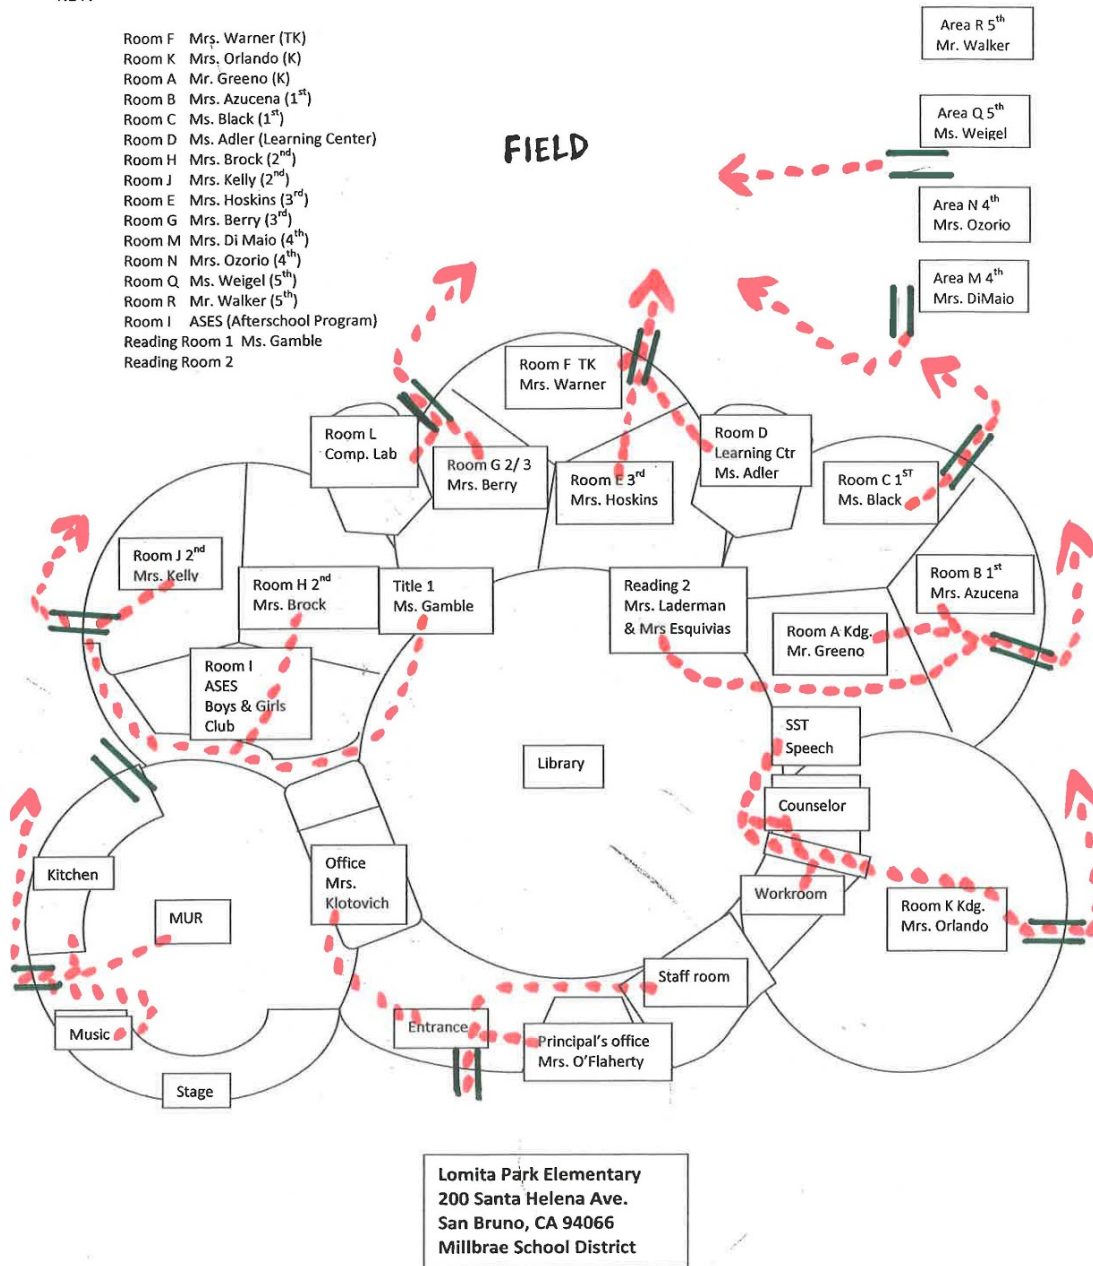 Room F Mrs. Warner (TK)
Room K Mrs. Orlando (K)
Room A Mr. Greeno (K)
Room B Mrs. Azucena (1st)
Room C Ms. Black (1st)
Room D Ms. Adler (Learning Center)
Room H Mrs. Brock (2nd)
Room J Mrs. Kelly (2nd)
Room E Mrs. Hoskins (3rd)
Room G Mrs. Berry (3rd)
Room M Mrs. Di Maio (4th)
Room N Mrs. Ozorio (4th)
Room Q Ms. Weigel (5th)
Room R Mr. Walker (5th)
Room I ASES (Afterschool Program)
Reading Room 1 Ms. Gamble
Reading Room 2
FIELD
Area R 5th
Mr. Walker
Area Q 5th
Ms. Weigel
Area N 4th
Mrs. Ozorio
Area M 4th
Mrs. DiMaio
Room F TK
Mrs. Warner
Room L
Comp. Lab
Room G 2/ 3
Mrs. Berry
Room E 3rd
Mrs. Hoskins
Room D
Learning Ctr
Ms. Adler
Room C 1ST
Ms. Black
Room J 2nd
Mrs. Kelly
Room H 2nd
Mrs. Brock
Title 1
Ms. Gamble
Reading 2
Mrs. Laderman
& Mrs Esquivias
Room B 1st
Mrs. Azucena
Room A Kdg.
Mr. Greeno
Room I
ASES
Boys & Girls
Club
SST
Speech
Library
Counselor
Kitchen
Office
Mrs.
Klotovich
Workroom
MUR
Room K Kdg.
Mrs. Orlando
Staff room
Music
Entrance
Principal's office
Mrs. O'Flaherty
Stage
Lomita Park Elementary
200 Santa Helena Ave.
San Bruno, CA 94066
Millbrae School District